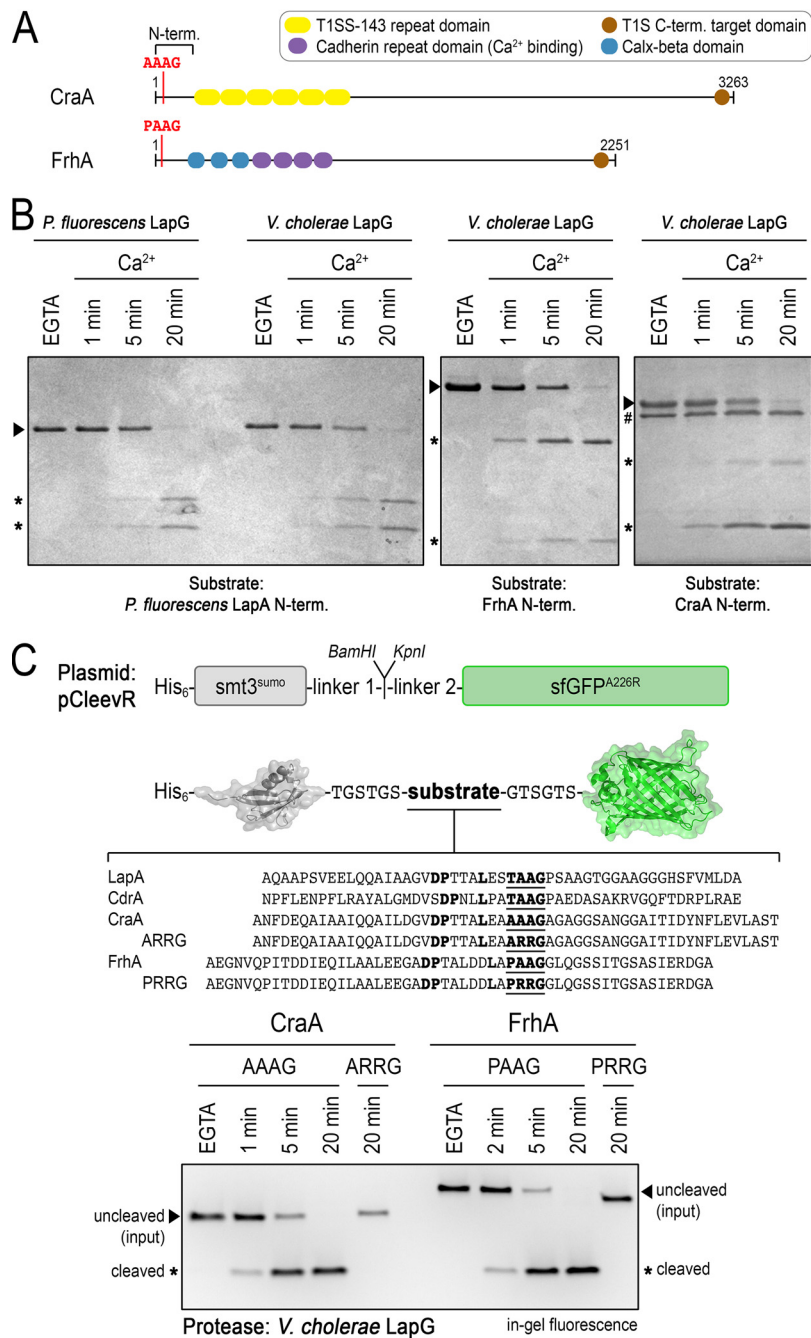 A
N-term.
T1SS-143 repeat domain
T1S C-term. target domain
Cadherin repeat domain (Ca2+ binding)
Calx-beta domain
AAAG
1
3263
CraA
PAAG
1
2251
FrhA
B
P. fluorescens LapG
V. cholerae LapG
V. cholerae LapG
V. cholerae LapG
Ca2+
Ca2+
Ca2+
Ca2+
EGTA
1 min
5 min
20 min
EGTA
1 min
5 min
20 min
EGTA
1 min
5 min
20 min
EGTA
1 min
5 min
20 min
*
*
*
*
#
*
*
Substrate:
P. fluorescens LapA N-term.
Substrate:
FrhA N-term.
Substrate:
CraA N-term.
C
Plasmid:
pCleevR
BamHI KpnI
His6 smt3sumo linker 1 linker 2 sfGFPA226R
His6 -TGSTGS-substrate-GTSGTS-
LapA AQAAPSVEELQQAIAAGVDPTTALESTAAGPSAAGTGGAAGGGHSFVMLDA
CdrA NPFLENPFLRAYALGMDVSDPNLLPATAAGPAEDASAKRVGQFTDRPLRAE
CraA ANFDEQAIQQAILDGVDPTTALEAAAAGAGAGGSANGGAITIDYNFLEVLAST
ARRG ANFDEQAIQQAILDGVDPTTALEAARRGAGAGGSANGGAITIDYNFLEVLAST
FrhA AEGNVQPITDDIEQILAALEEGADPTALDDLAPAAGGLQGSSITGSASIERDGA
PRRG AEGNVQPITDDIEQILAALEEGADPTALDDLAPRRGGLQGSSITGSASIERDGA
CraA
FrhA
AAAG
ARRG
PAAG
PRRG
EGTA
1 min
5 min
20 min
20 min
EGTA
2 min
5 min
20 min
20 min
uncleaved
(input)
cleaved *
uncleaved
(input)
* cleaved
Protease: V. cholerae LapG
in-gel fluorescence